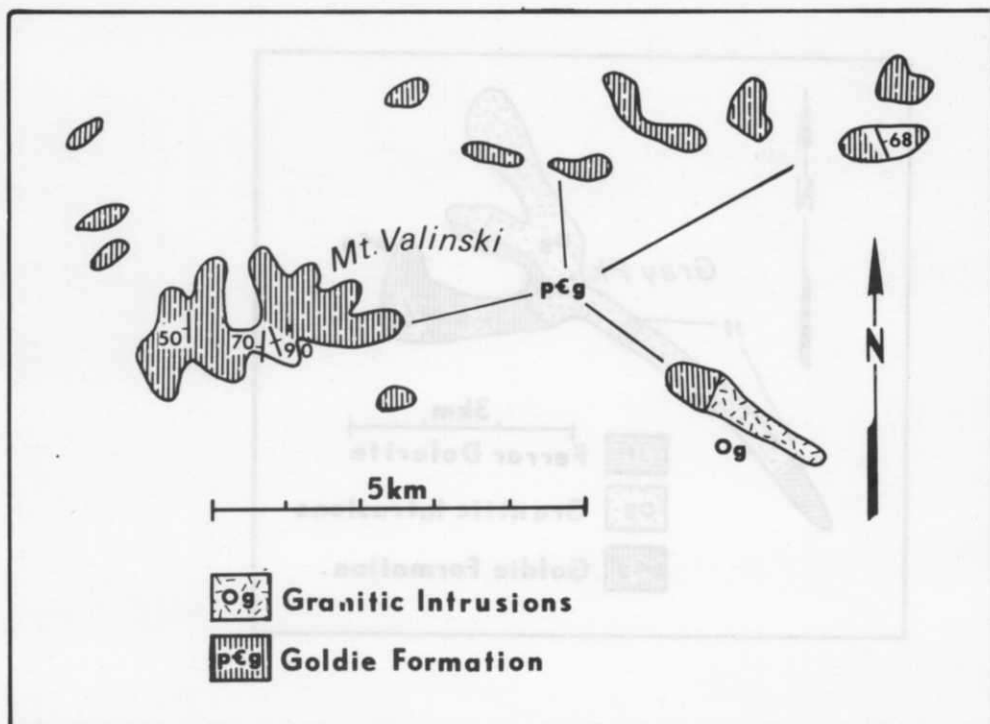 68
Mt. Valinski
p€g
50
70
90
N
Og
5km
Og Granitic Intrusions
p€g Goldie Formation